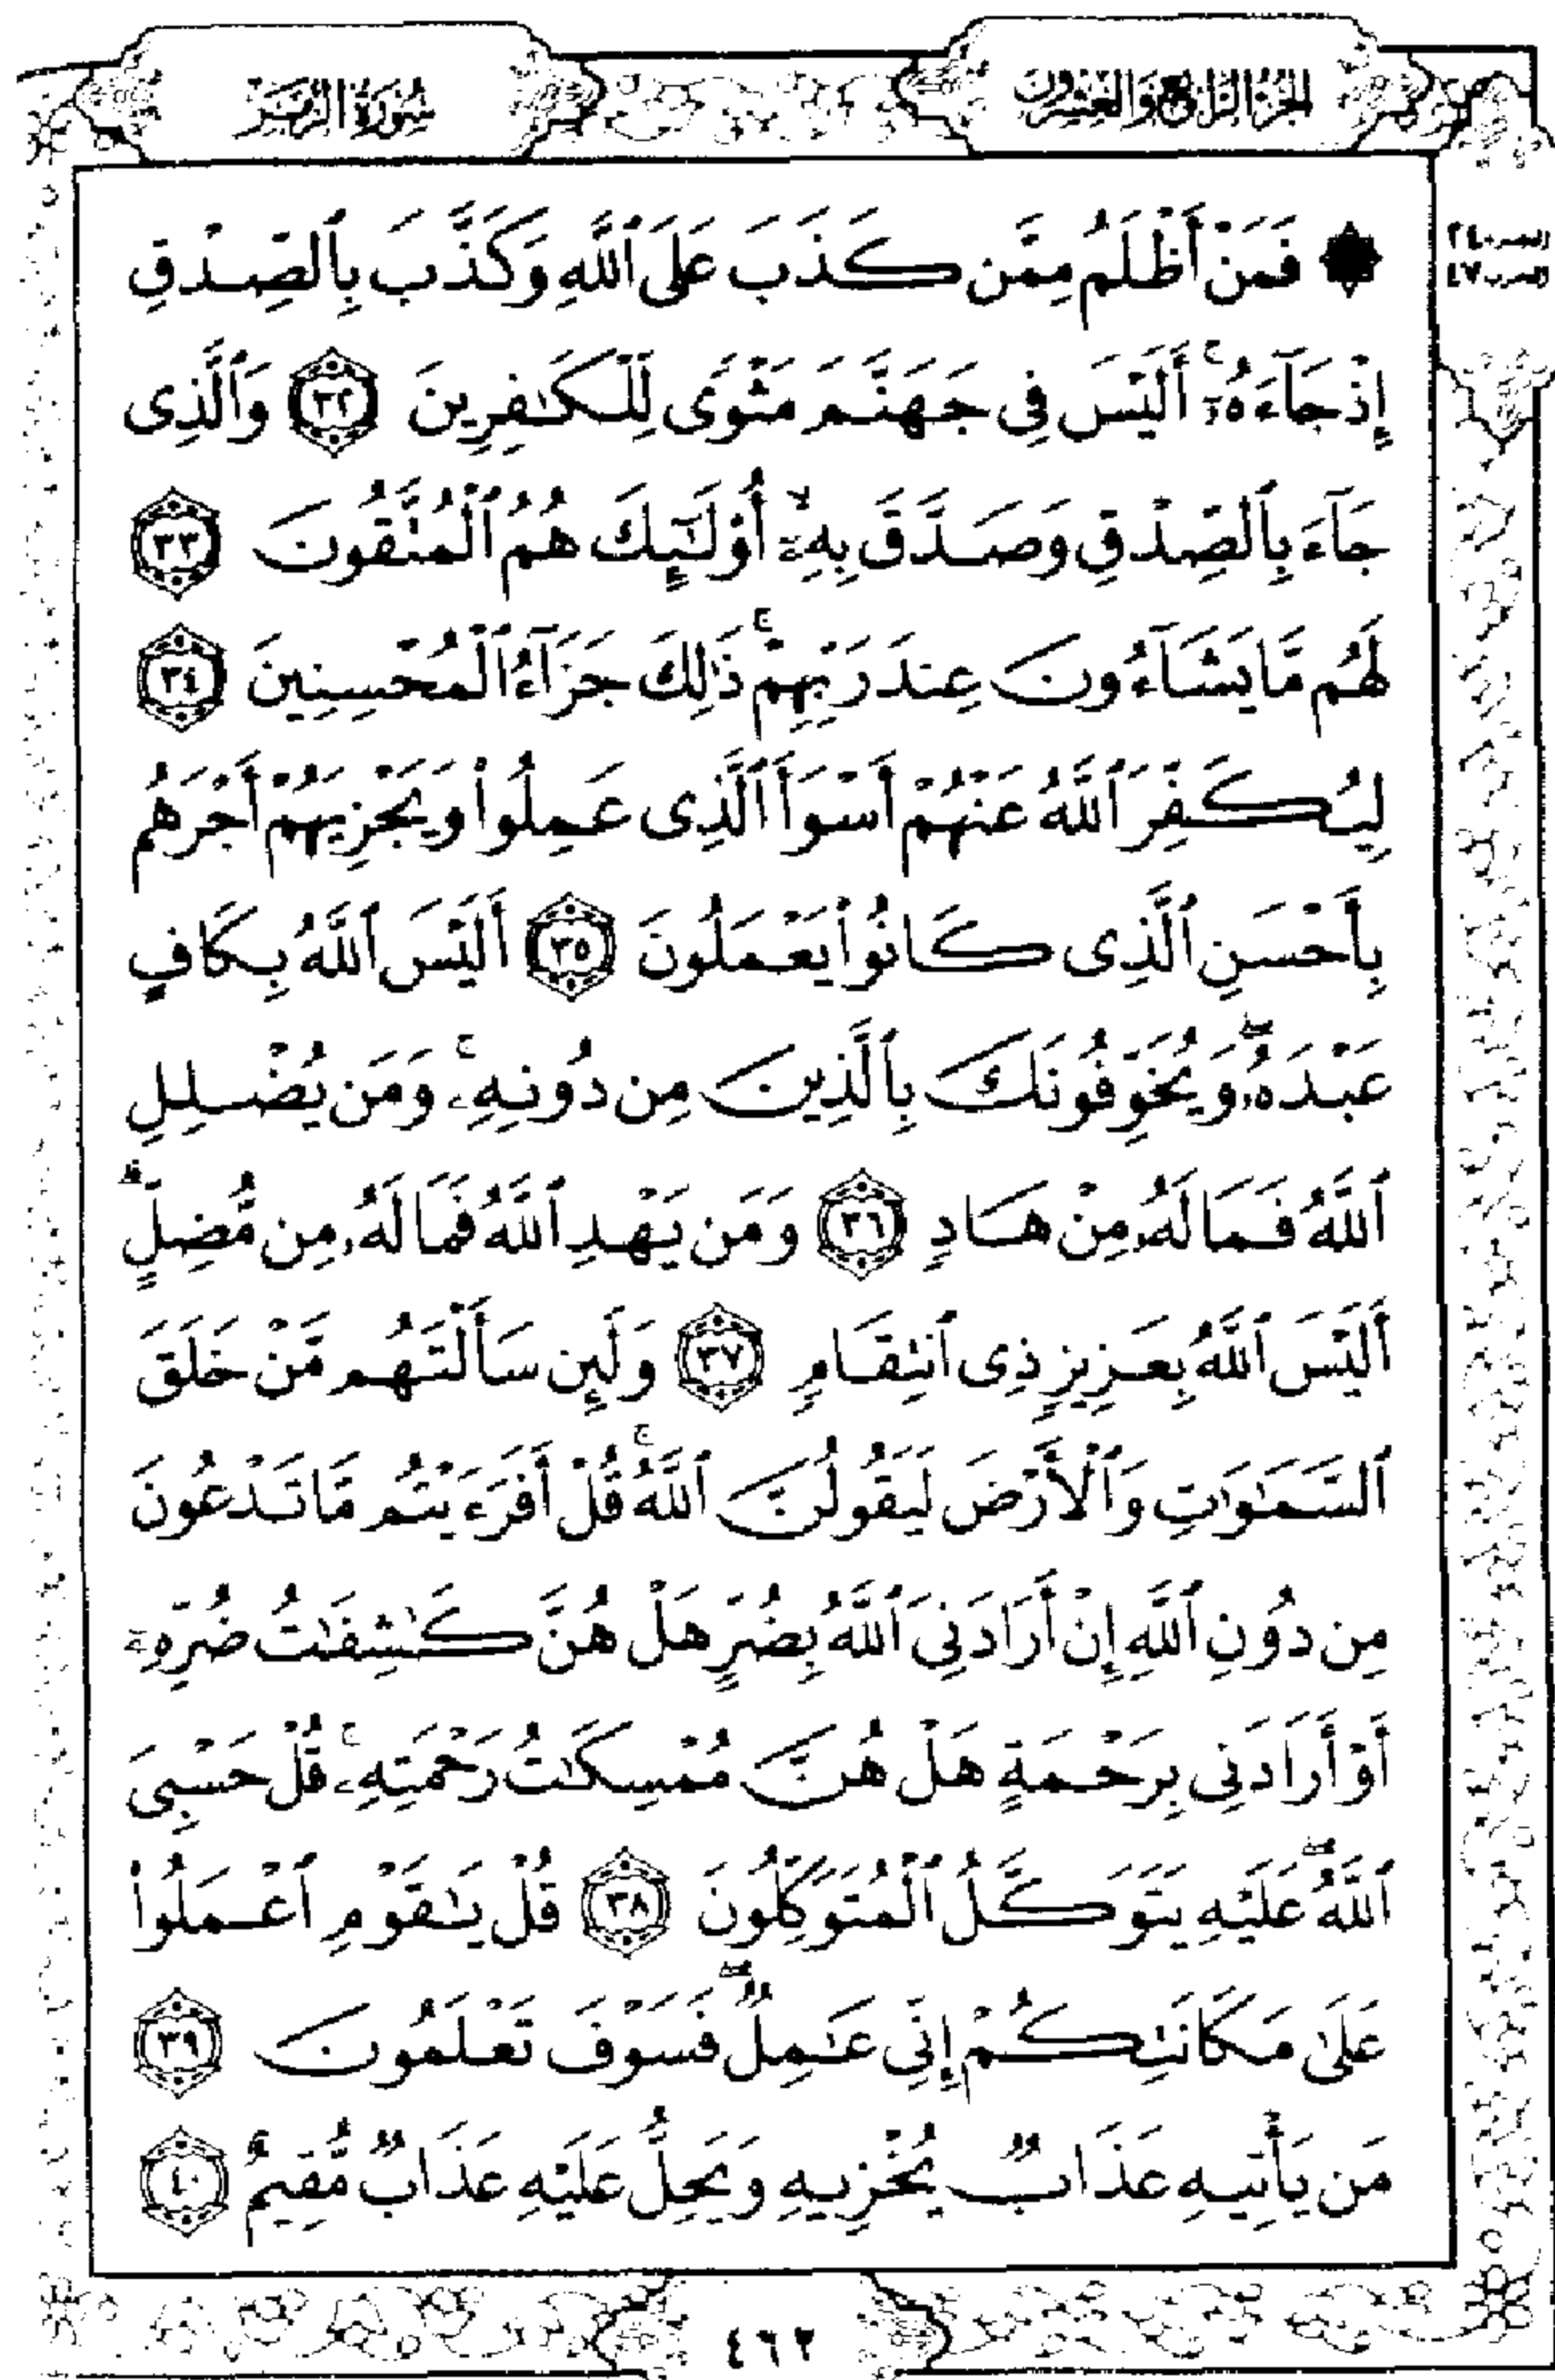 الجزء الرابع والعشرون
سورة الزمر
۞ فَمَنْ أَظْلَمُ مِمَّن كَذَبَ عَلَى ٱللَّهِ وَكَذَّبَ بِٱلصِّدْقِ
إِذْ جَآءَهُۥٓ ۚ أَلَيْسَ فِى جَهَنَّمَ مَثْوًى لِّلْكَٰفِرِينَ ٣٢ وَٱلَّذِى
جَآءَ بِٱلصِّدْقِ وَصَدَّقَ بِهِۦٓ ۙ أُو۟لَٰٓئِكَ هُمُ ٱلْمُتَّقُونَ ٣٣
لَهُم مَّا يَشَآءُونَ عِندَ رَبِّهِمْ ۚ ذَٰلِكَ جَزَآءُ ٱلْمُحْسِنِينَ ٣٤
لِيُكَفِّرَ ٱللَّهُ عَنْهُمْ أَسْوَأَ ٱلَّذِى عَمِلُوا۟ وَيَجْزِيَهُمْ أَجْرَهُم
بِأَحْسَنِ ٱلَّذِى كَانُوا۟ يَعْمَلُونَ ٣٥ أَلَيْسَ ٱللَّهُ بِكَافٍ
عَبْدَهُۥ ۖ وَيُخَوِّفُونَكَ بِٱلَّذِينَ مِن دُونِهِۦ ۚ وَمَن يُضْلِلِ
ٱللَّهُ فَمَا لَهُۥ مِنْ هَادٍ ٣٦ وَمَن يَهْدِ ٱللَّهُ فَمَا لَهُۥ مِن مُّضِلٍّ ۗ
أَلَيْسَ ٱللَّهُ بِعَزِيزٍ ذِى ٱنتِقَامٍ ٣٧ وَلَئِن سَأَلْتَهُم مَّنْ خَلَقَ
ٱلسَّمَٰوَٰتِ وَٱلْأَرْضَ لَيَقُولُنَّ ٱللَّهُ ۚ قُلْ أَفَرَءَيْتُم مَّا تَدْعُونَ
مِن دُونِ ٱللَّهِ إِنْ أَرَادَنِىَ ٱللَّهُ بِضُرٍّ هَلْ هُنَّ كَٰشِفَٰتُ ضُرِّهِۦٓ
أَوْ أَرَادَنِى بِرَحْمَةٍ هَلْ هُنَّ مُمْسِكَٰتُ رَحْمَتِهِۦ ۚ قُلْ حَسْبِىَ
ٱللَّهُ ۖ عَلَيْهِ يَتَوَكَّلُ ٱلْمُتَوَكِّلُونَ ٣٨ قُلْ يَٰقَوْمِ ٱعْمَلُوا۟
عَلَىٰ مَكَانَتِكُمْ إِنِّى عَٰمِلٌ ۖ فَسَوْفَ تَعْلَمُونَ ٣٩
مَن يَأْتِيهِ عَذَابٌ يُخْزِيهِ وَيَحِلُّ عَلَيْهِ عَذَابٌ مُّقِيمٌ ٤٠
٤٦٢